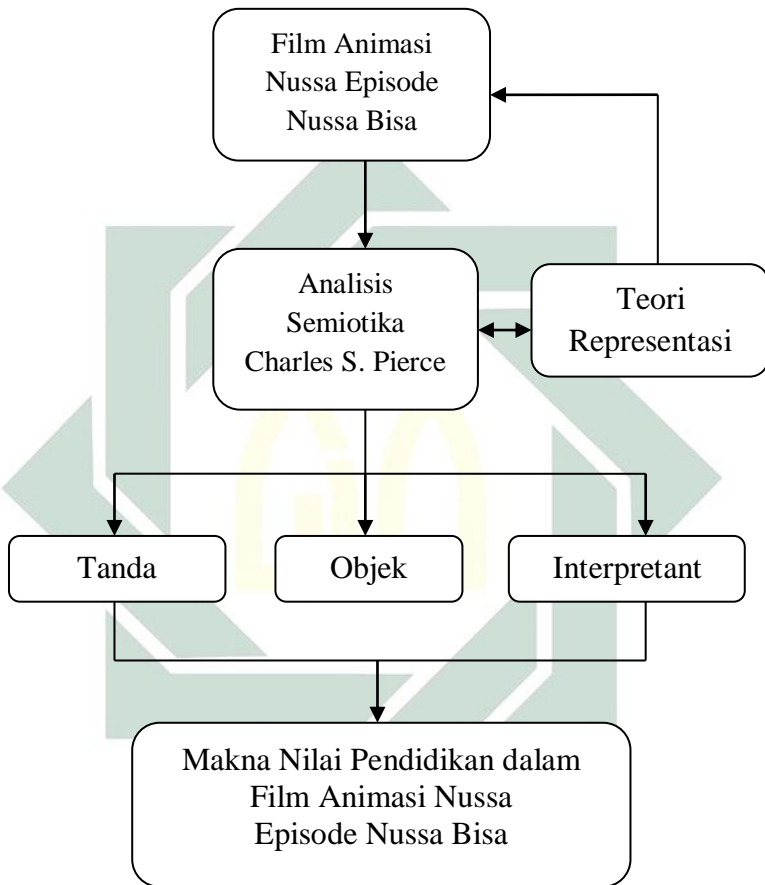 Film Animasi
Nussa Episode
Nussa Bisa
Analisis
Semiotika
Charles S. Pierce
Teori
Representasi
Tanda
Objek
Interpretant
Makna Nilai Pendidikan dalam
Film Animasi Nussa
Episode Nussa Bisa